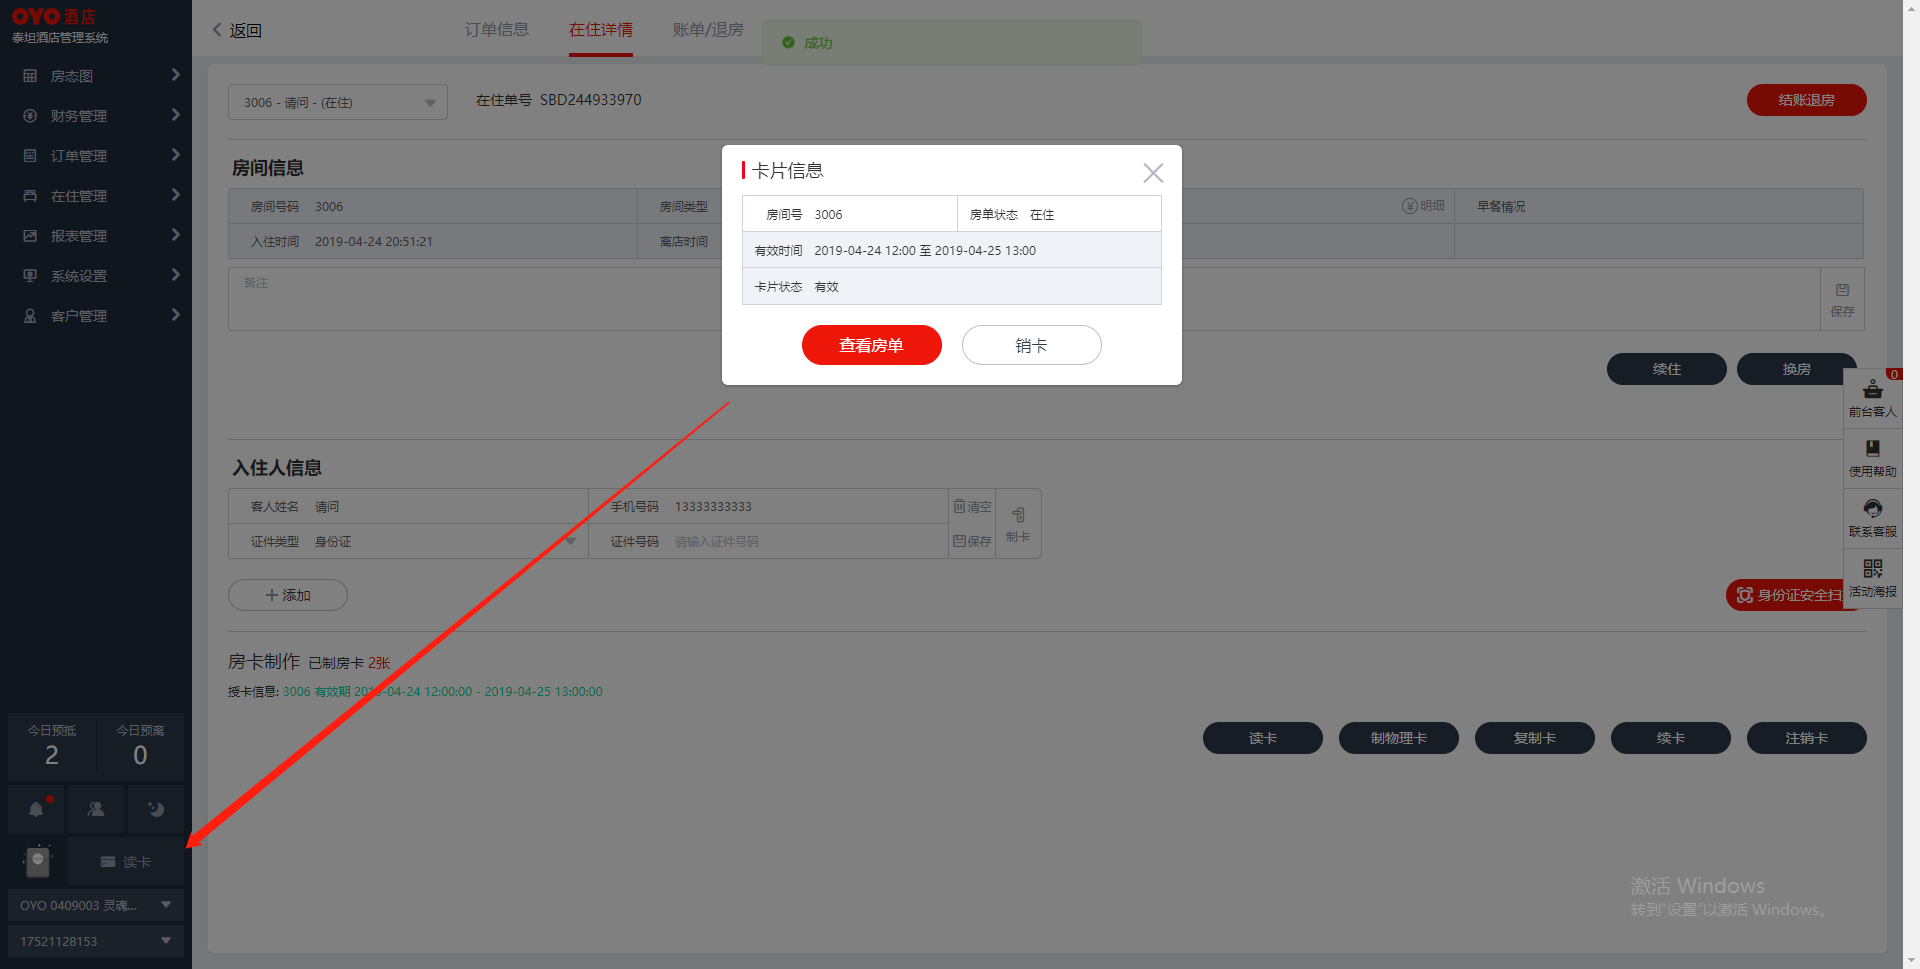 OYO 酒店
泰坦酒店管理系统
房态图
财务管理
订单管理
在住管理
报表管理
系统设置
客户管理
今日预抵 今日预离
2 0
读卡
OYO 0409003 灵魂...
17521128153
返回
订单信息 在住详情 账单/退房
成功
3006 - 请问 - (在住)
在住单号 SBD244933970
结账退房
房间信息
房间号码 3006 房间类型 明细 早餐情况
入住时间 2019-04-24 20:51:21 离店时间
备注
保存
续住 换房
卡片信息
房间号 3006 房单状态 在住
有效时间 2019-04-24 12:00 至 2019-04-25 13:00
卡片状态 有效
查看房单 销卡
入住人信息
客人姓名 请问 手机号码 13333333333 清空
证件类型 身份证 证件号码 请输入证件号码 保存
制卡
添加
身份证安全扫
房卡制作 已制房卡 2张
授卡信息: 3006 有效期 2019-04-24 12:00:00 - 2019-04-25 13:00:00
读卡 制物理卡 复制卡 续卡 注销卡
0
前台客人
使用帮助
联系客服
活动海报
激活 Windows
转到"设置"以激活 Windows。